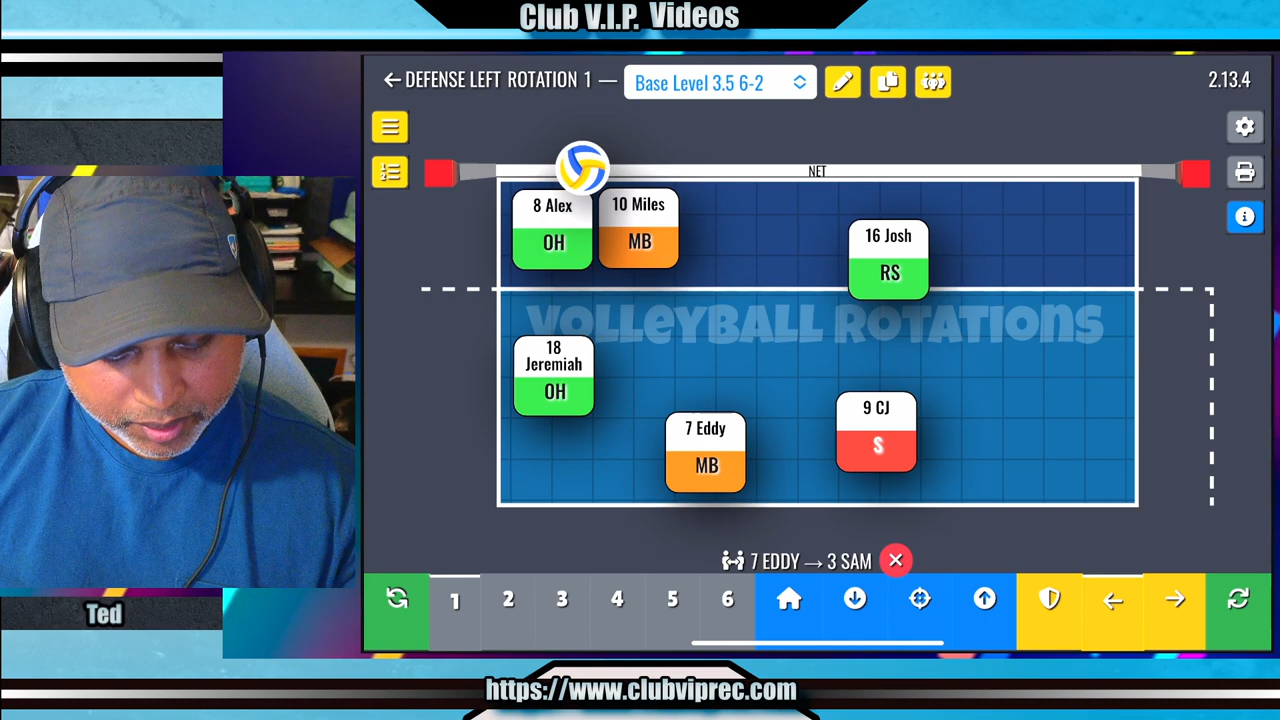 Club V.I.P. Videos
DEFENSE LEFT ROTATION 1 —
Base Level 3.5 6-2
2.13.4
NET
8 Alex
OH
10 Miles
MB
16 Josh
RS
VOLLEYBALL ROTATIONS
18
Jeremiah
OH
7 Eddy
MB
9 CJ
S
7 EDDY → 3 SAM
1 2 3 4 5 6
Ted
https://www.clubviprec.com